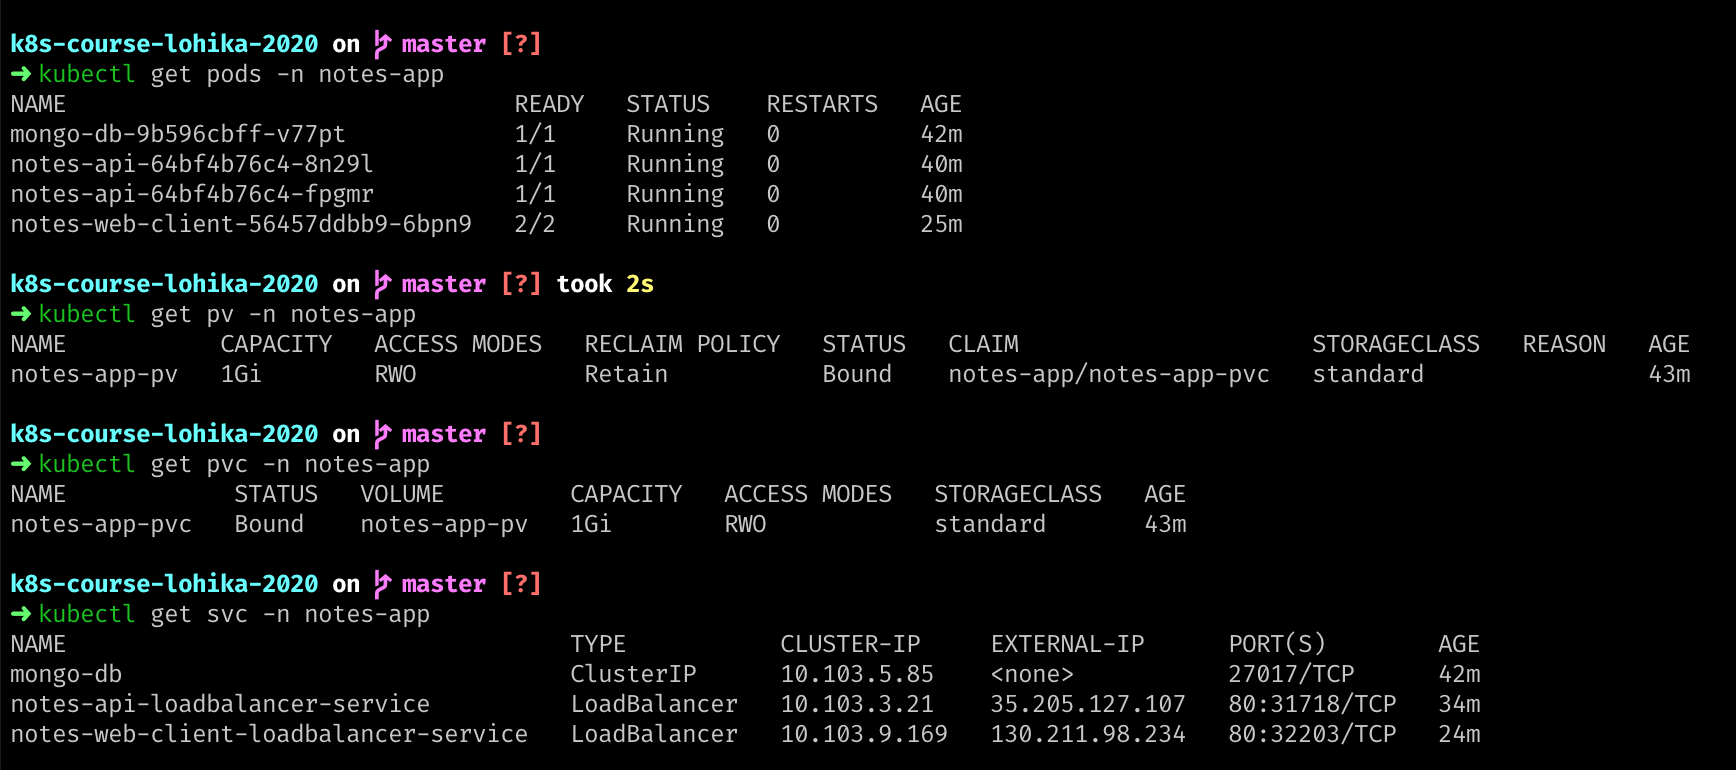 k8s-course-lohika-2020 on master [?]
➜ kubectl get pods -n notes-app
NAME READY STATUS RESTARTS AGE
mongo-db-9b596cbff-v77pt 1/1 Running 0 42m
notes-api-64bf4b76c4-8n29l 1/1 Running 0 40m
notes-api-64bf4b76c4-fpgmr 1/1 Running 0 40m
notes-web-client-56457ddbb9-6bpn9 2/2 Running 0 25m
k8s-course-lohika-2020 on master [?] took 2s
➜ kubectl get pv -n notes-app
NAME CAPACITY ACCESS MODES RECLAIM POLICY STATUS CLAIM STORAGECLASS REASON AGE
notes-app-pv 1Gi RWO Retain Bound notes-app/notes-app-pvc standard 43m
k8s-course-lohika-2020 on master [?]
➜ kubectl get pvc -n notes-app
NAME STATUS VOLUME CAPACITY ACCESS MODES STORAGECLASS AGE
notes-app-pvc Bound notes-app-pv 1Gi RWO standard 43m
k8s-course-lohika-2020 on master [?]
➜ kubectl get svc -n notes-app
NAME TYPE CLUSTER-IP EXTERNAL-IP PORT(S) AGE
mongo-db ClusterIP 10.103.5.85 <none> 27017/TCP 42m
notes-api-loadbalancer-service LoadBalancer 10.103.3.21 35.205.127.107 80:31718/TCP 34m
notes-web-client-loadbalancer-service LoadBalancer 10.103.9.169 130.211.98.234 80:32203/TCP 24m